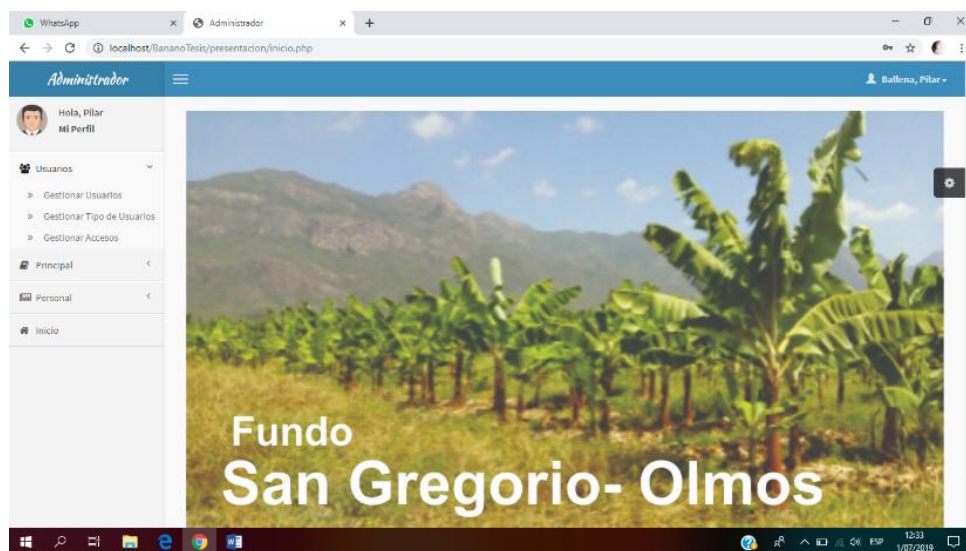 WhatsApp
Administrador
localhost/BananoTesis/presentacion/inicio.php
Administrador
Ballena, Pilar
Hola, Pilar
Mi Perfil
Usuarios
» Gestionar Usuarios
» Gestionar Tipo de Usuarios
» Gestionar Accesos
Principal
Personal
Inicio
Fundo
San Gregorio- Olmos
ESP
12:33
1/07/2019